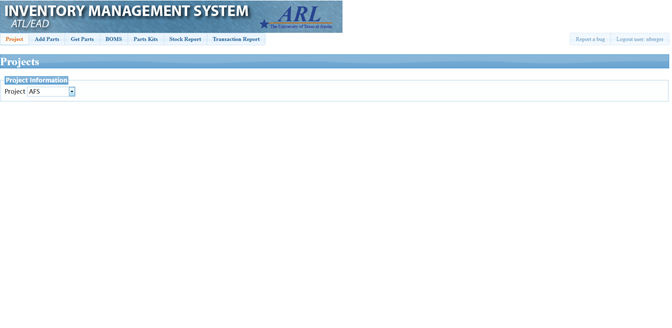 INVENTORY MANAGEMENT SYSTEM
ATL/EAD
ARL
The University of Texas at Austin
Project Add Parts Get Parts BOMS Parts Kits Stock Report Transaction Report Report a bug Logout user: aberger
Projects
Project Information
Project AFS